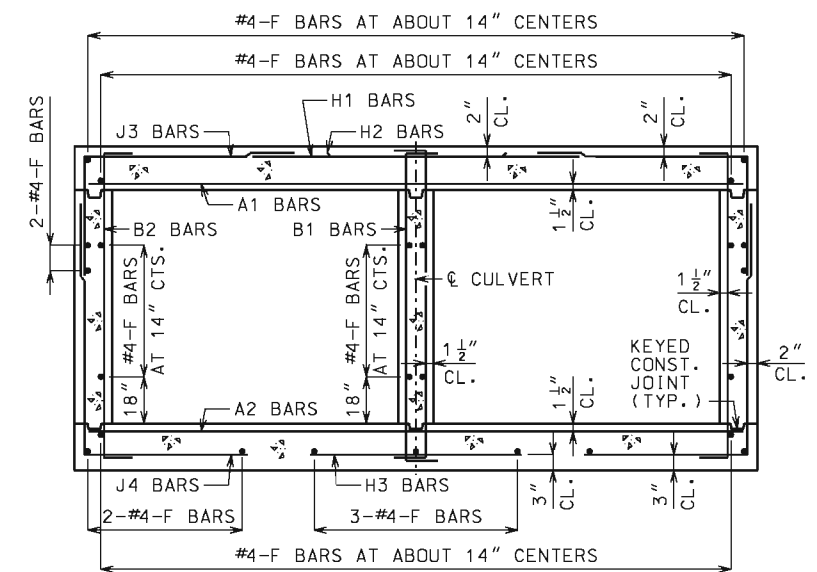 #4-F BARS AT ABOUT 14" CENTERS
#4-F BARS AT ABOUT 14" CENTERS
2-#4-F BARS
H1 BARS
J3 BARS
H2 BARS
2" CL.
2" CL.
A1 BARS
1 1/2" CL.
B2 BARS
B1 BARS
#4-F BARS AT 14" CTS.
#4-F BARS AT 14" CTS.
℄ CULVERT
1 1/2" CL.
1 1/2" CL.
KEYED
CONST.
JOINT
(TYP.)
2" CL.
18"
A2 BARS
18"
1 1/2" CL.
J4 BARS
H3 BARS
3" CL.
3" CL.
2-#4-F BARS
3-#4-F BARS
#4-F BARS AT ABOUT 14" CENTERS